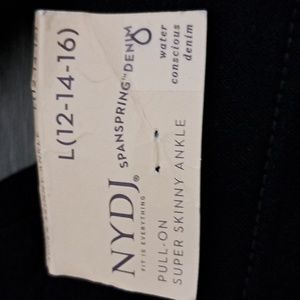 L(12-14-16)
NYDJ®
FIT IS EVERYTHING
SPANSPRING™ DENIM
PULL-ON
SUPER SKINNY ANKLE
water
conscious
denim